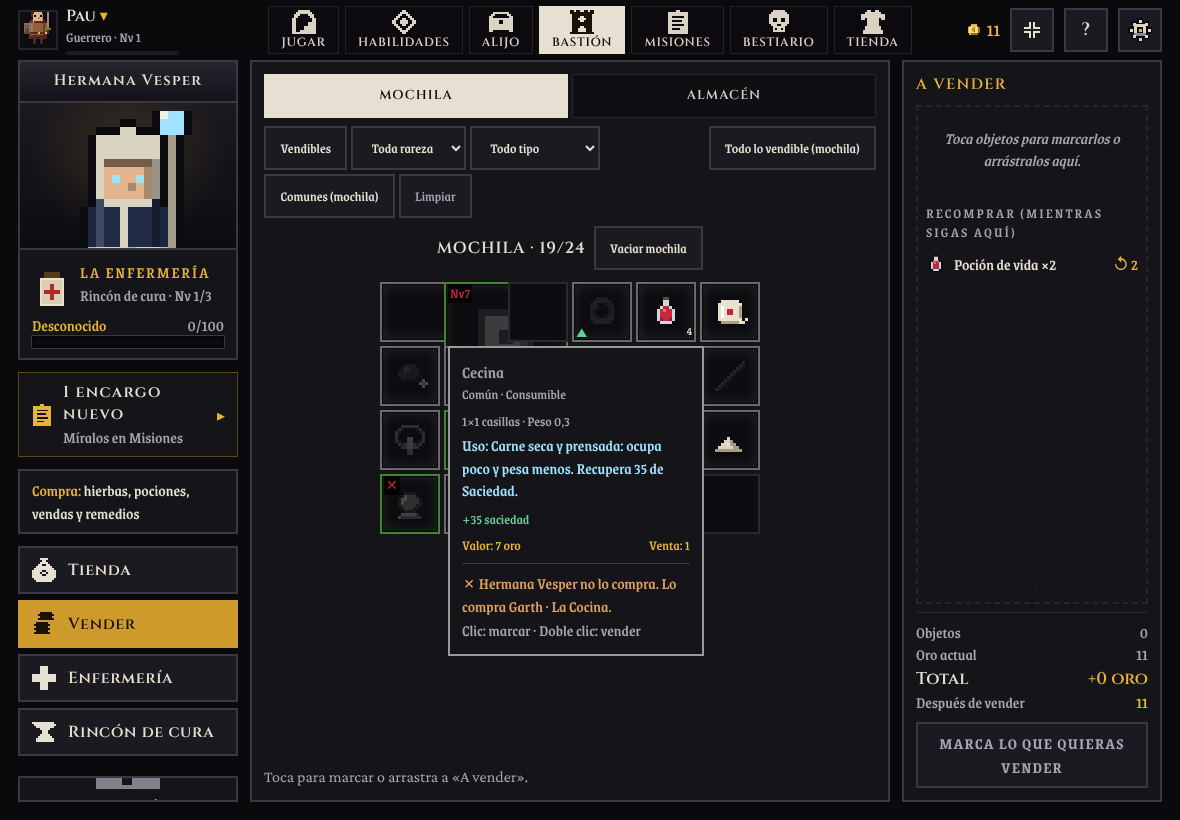 Pau ▾
Guerrero · Nv 1
JUGAR
HABILIDADES
ALIJO
BASTIÓN
MISIONES
BESTIARIO
TIENDA
11
?
Hermana Vesper
LA ENFERMERÍA
Rincón de cura · Nv 1/3
Desconocido 0/100
1 ENCARGO
NUEVO
Míralos en Misiones
Compra: hierbas, pociones,
vendas y remedios
Tienda
Vender
Enfermería
Rincón de cura
MOCHILA
ALMACÉN
Vendibles
Toda rareza
Todo tipo
Todo lo vendible (mochila)
Comunes (mochila)
Limpiar
MOCHILA · 19/24
Vaciar mochila
Nv7
4
Cecina
Común · Consumible
1×1 casillas · Peso 0,3
Uso: Carne seca y prensada: ocupa
poco y pesa menos. Recupera 35 de
Saciedad.
+35 saciedad
Valor: 7 oro Venta: 1
✕ Hermana Vesper no lo compra. Lo
compra Garth · La Cocina.
Clic: marcar · Doble clic: vender
Toca para marcar o arrastra a «A vender».
A VENDER
Toca objetos para marcarlos o
arrástralos aquí.
RECOMPRAR (MIENTRAS
SIGAS AQUÍ)
Poción de vida ×2 2
Objetos 0
Oro actual 11
Total +0 ORO
Después de vender 11
MARCA LO QUE QUIERAS
VENDER